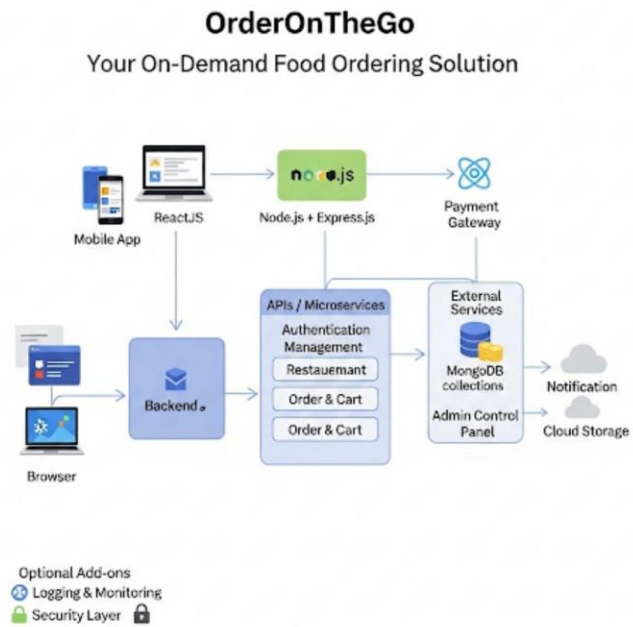 OrderOnTheGo
Your On-Demand Food Ordering Solution
node.js
Mobile App
ReactJS
Node.js + Express.js
Payment
Gateway
APIs / Microservices
Authentication
Management
Restauemant
Order & Cart
Order & Cart
External
Services
MongoDB
collections
Admin Control
Panel
Backend
Notification
Cloud Storage
Browser
Optional Add-ons
Logging & Monitoring
Security Layer